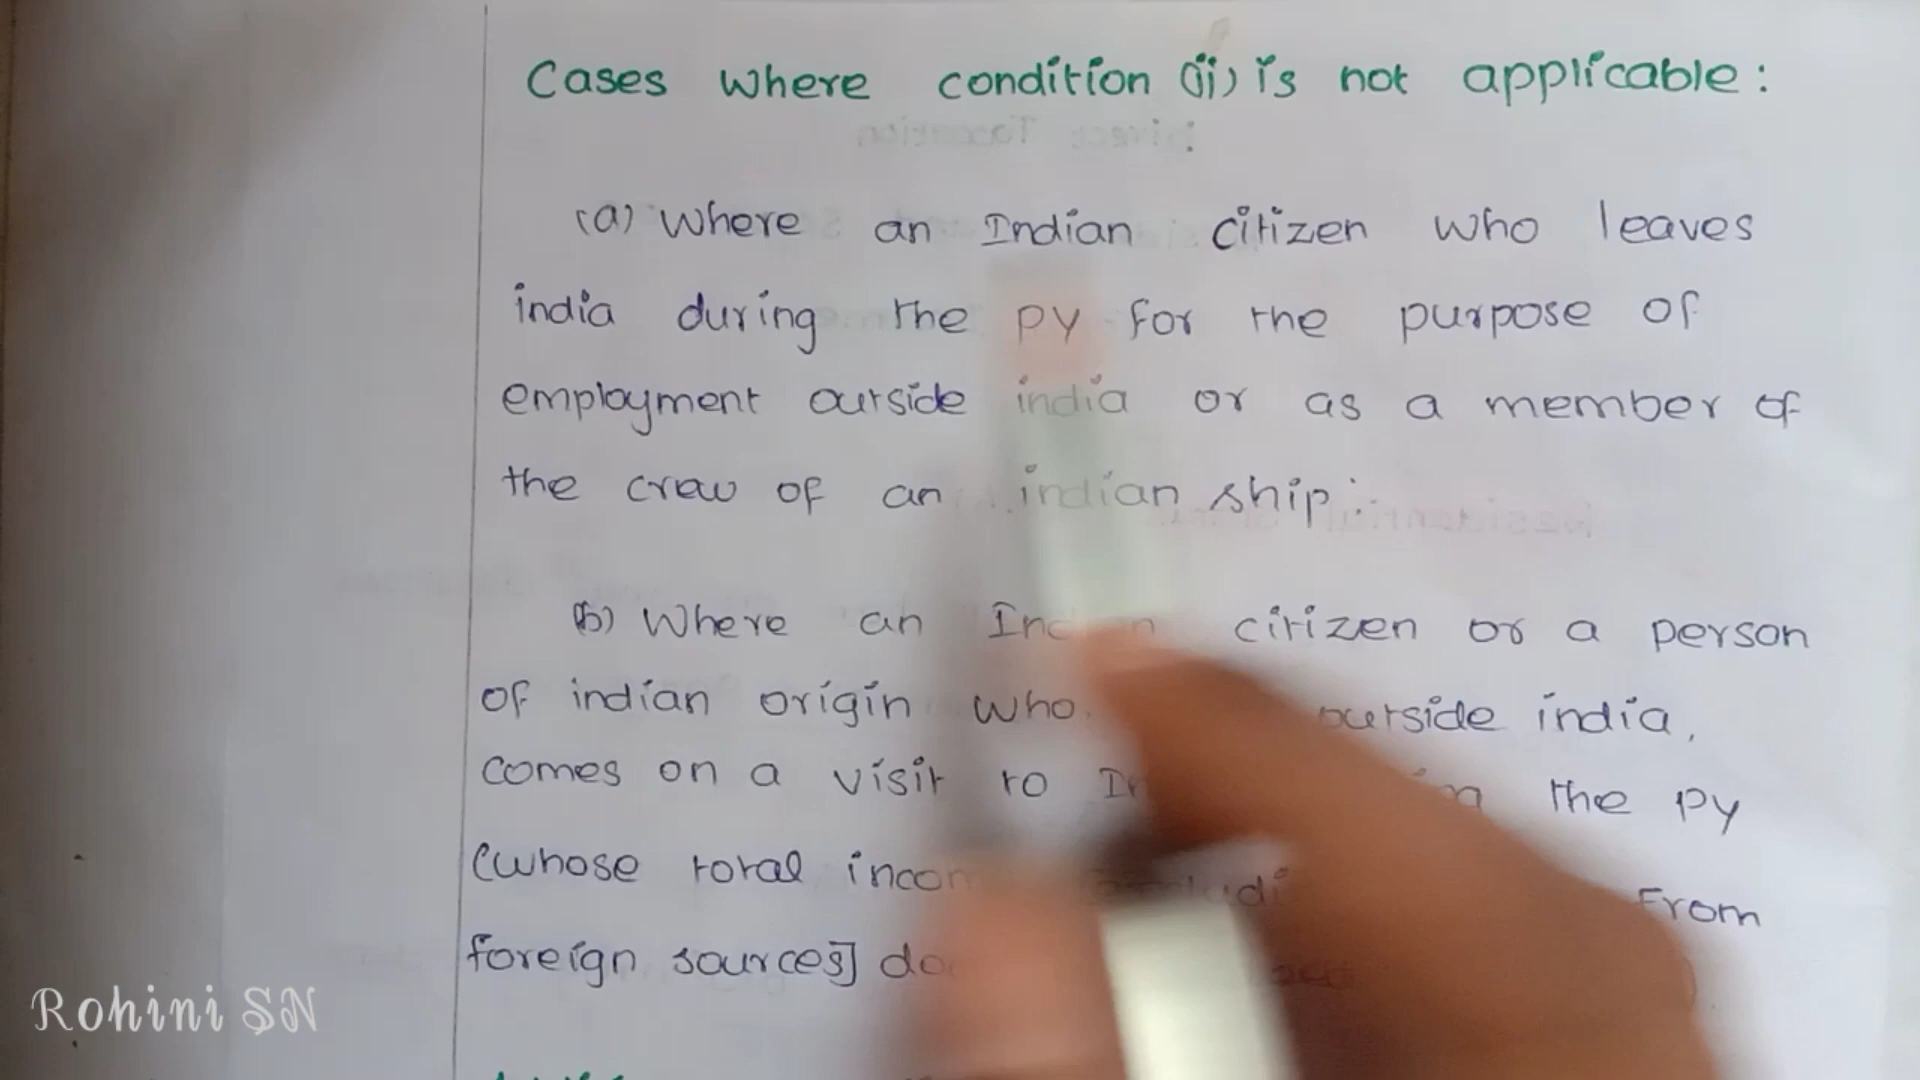 Cases where condition (ii) is not applicable:
(a) Where an Indian citizen who leaves
india during the PY for the purpose of
employment outside india or as a member of
the crew of an indian ship.
(b) Where an citizen or a person
of indian origin who outside india,
comes on a visit to the PY
(whose total from
foreign sources]
Rohini SN